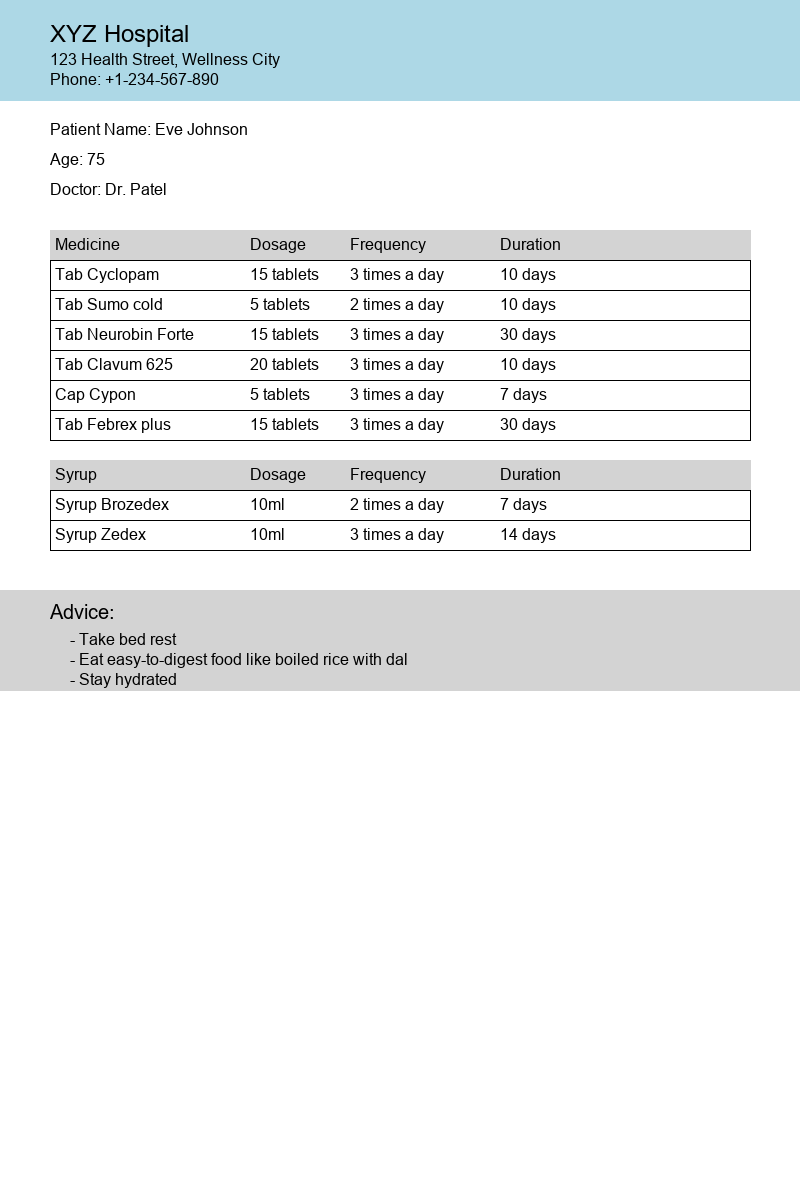 XYZ Hospital
123 Health Street, Wellness City
Phone: +1-234-567-890
Patient Name: Eve Johnson
Age: 75
Doctor: Dr. Patel
Medicine Dosage Frequency Duration
Tab Cyclopam 15 tablets 3 times a day 10 days
Tab Sumo cold 5 tablets 2 times a day 10 days
Tab Neurobin Forte 15 tablets 3 times a day 30 days
Tab Clavum 625 20 tablets 3 times a day 10 days
Cap Cypon 5 tablets 3 times a day 7 days
Tab Febrex plus 15 tablets 3 times a day 30 days
Syrup Dosage Frequency Duration
Syrup Brozedex 10ml 2 times a day 7 days
Syrup Zedex 10ml 3 times a day 14 days
Advice:
- Take bed rest
- Eat easy-to-digest food like boiled rice with dal
- Stay hydrated